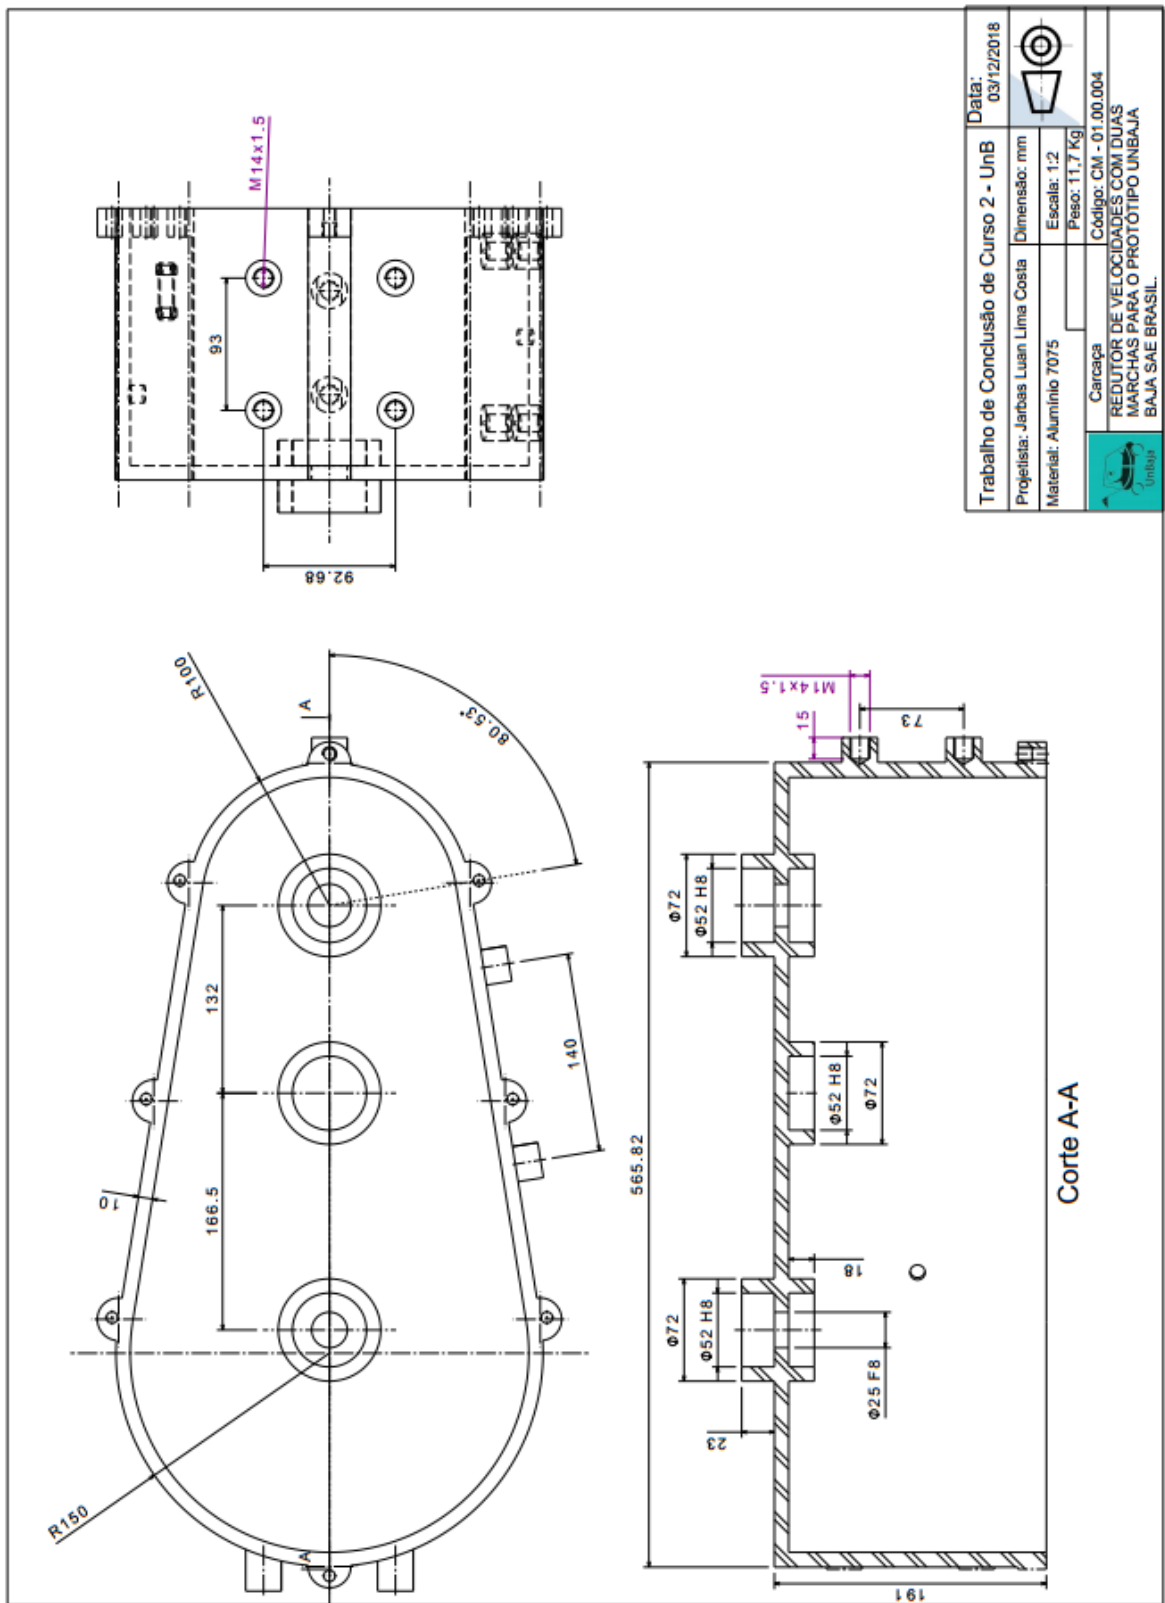 Trabalho de Conclusão de Curso 2 - UnB
Data:
03/12/2018
Projetista: Jarbas Luan Lima Costa
Dimensão: mm
Material: Alumínio 7075
Escala: 1:2
Peso: 11,7 Kg
Carcaça
Código: CM - 01.00.004
REDUTOR DE VELOCIDADES COM DUAS
MARCHAS PARA O PROTÓTIPO UNBAJA
BAJA SAE BRASIL.
UnBaja
M14x1.5
93
92.68
R100
A
80.53°
132
140
166.5
10
R150
A
M14x1.5
15
73
Φ72
Φ52 H8
Φ52 H8
Φ72
565.82
18
Φ72
Φ52 H8
Φ25 F8
23
191
Corte A-A